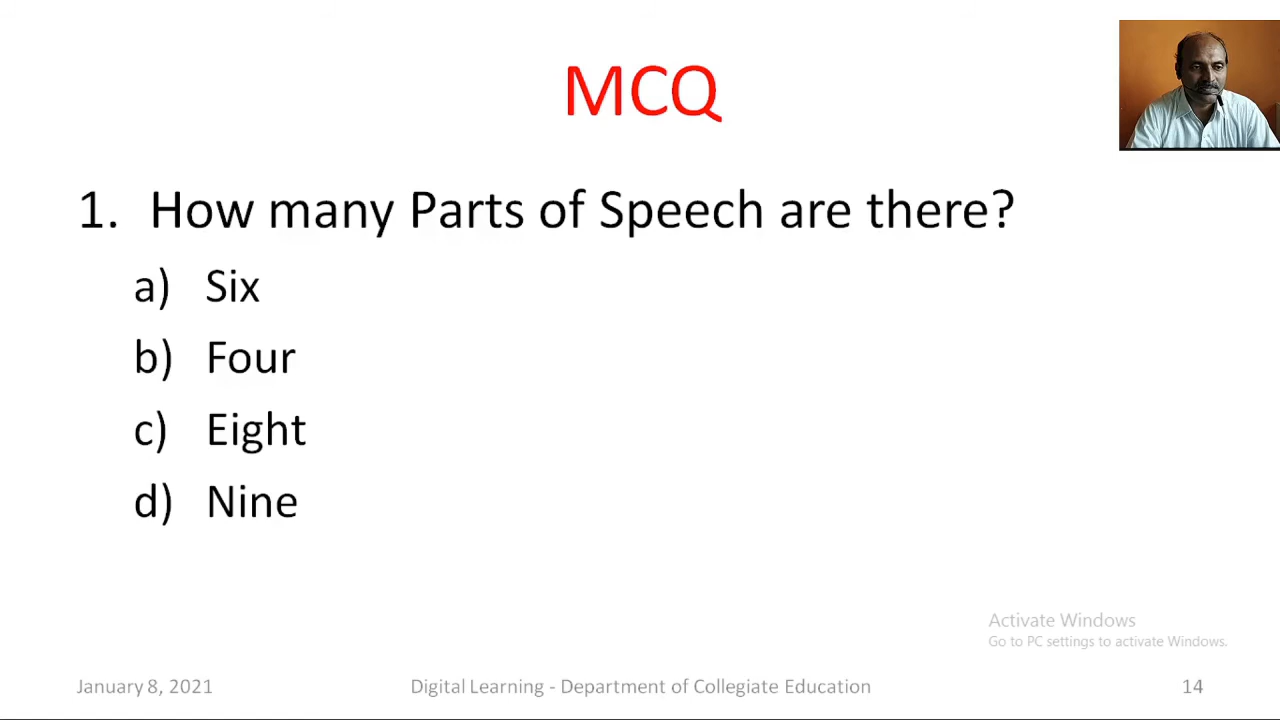 MCQ
1. How many Parts of Speech are there?
a) Six
b) Four
c) Eight
d) Nine
Activate Windows
Go to PC settings to activate Windows.
January 8, 2021
Digital Learning - Department of Collegiate Education
14